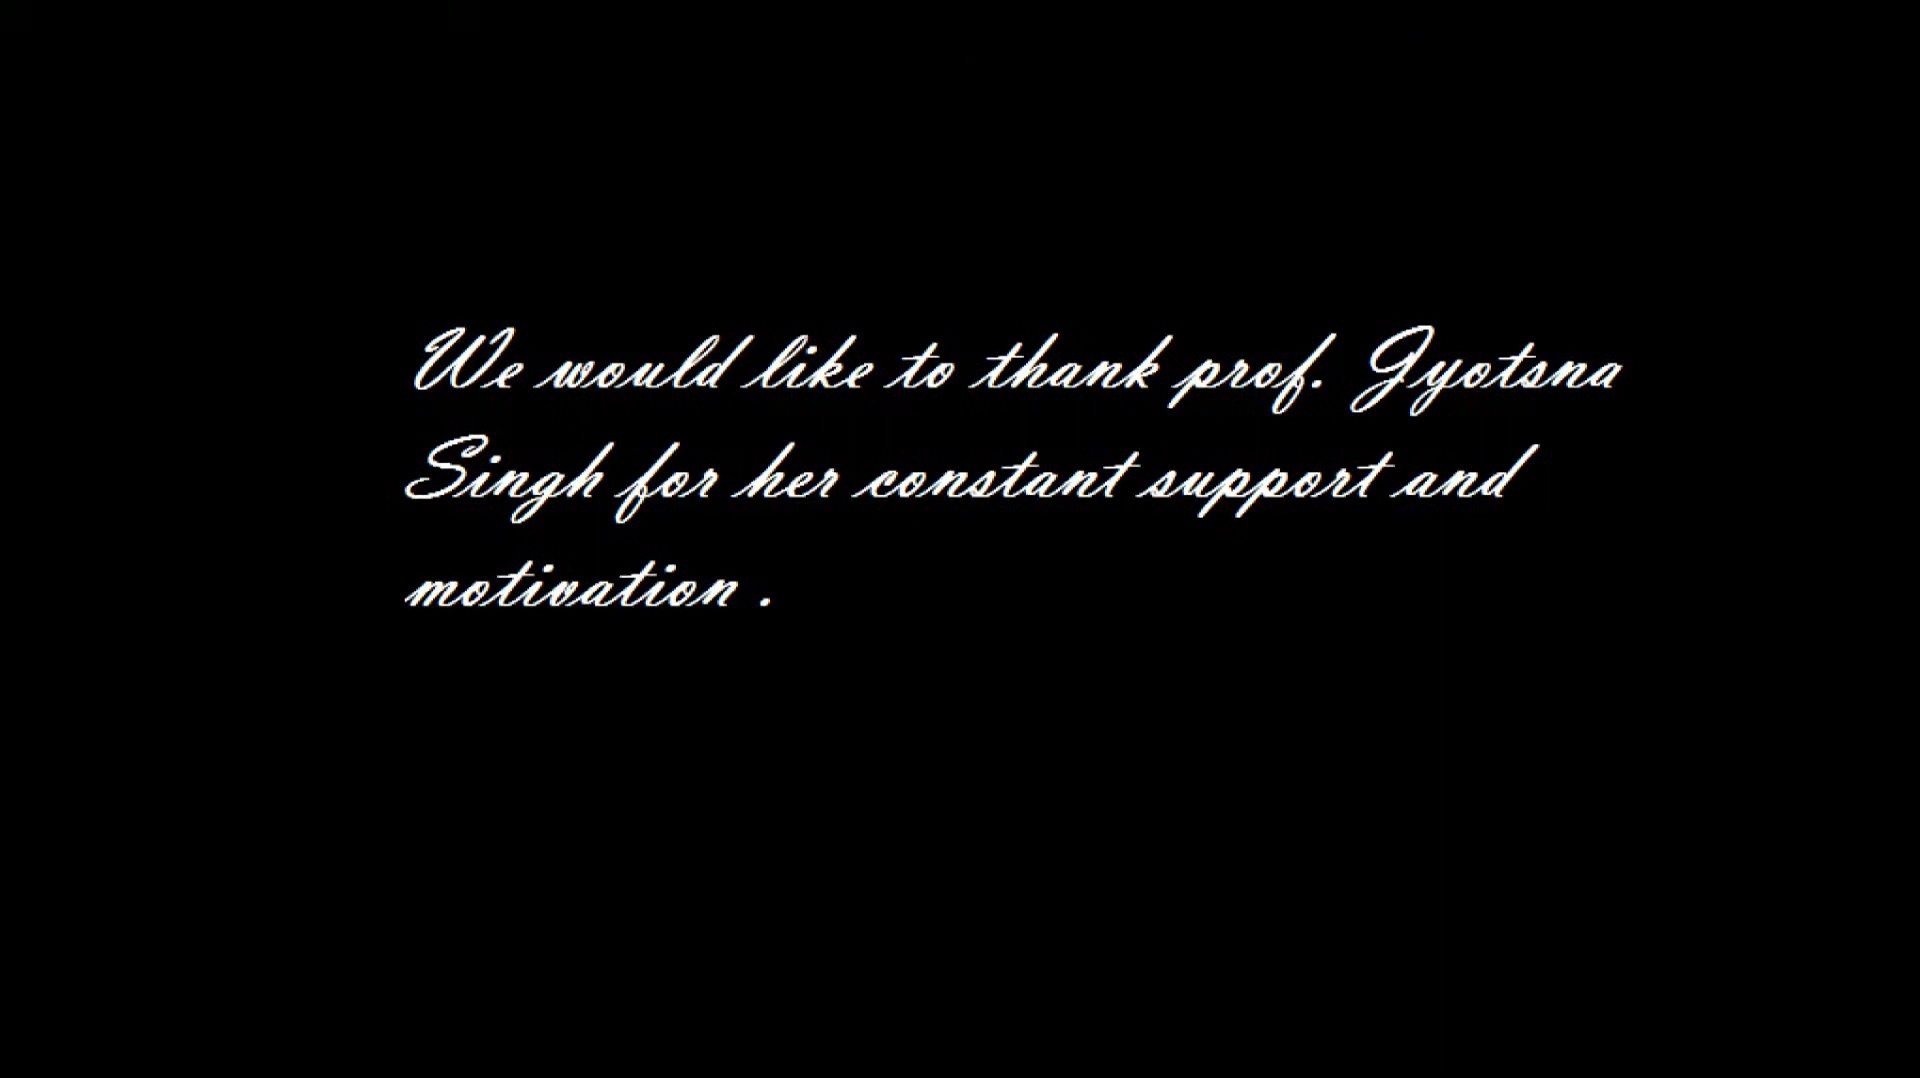 We would like to thank prof. Jyotsna
Singh for her constant support and
motivation .